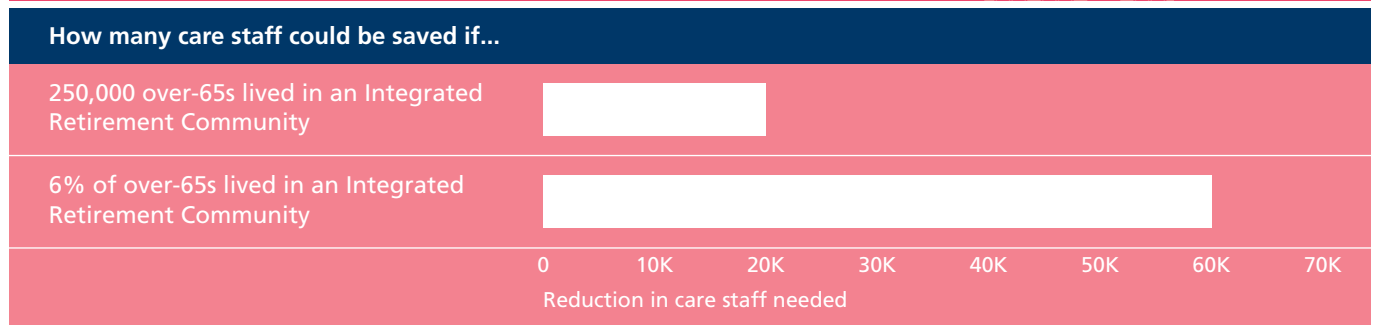 How many care staff could be saved if...
250,000 over-65s lived in an Integrated
Retirement Community
6% of over-65s lived in an Integrated
Retirement Community
0 10K 20K 30K 40K 50K 60K 70K
Reduction in care staff needed